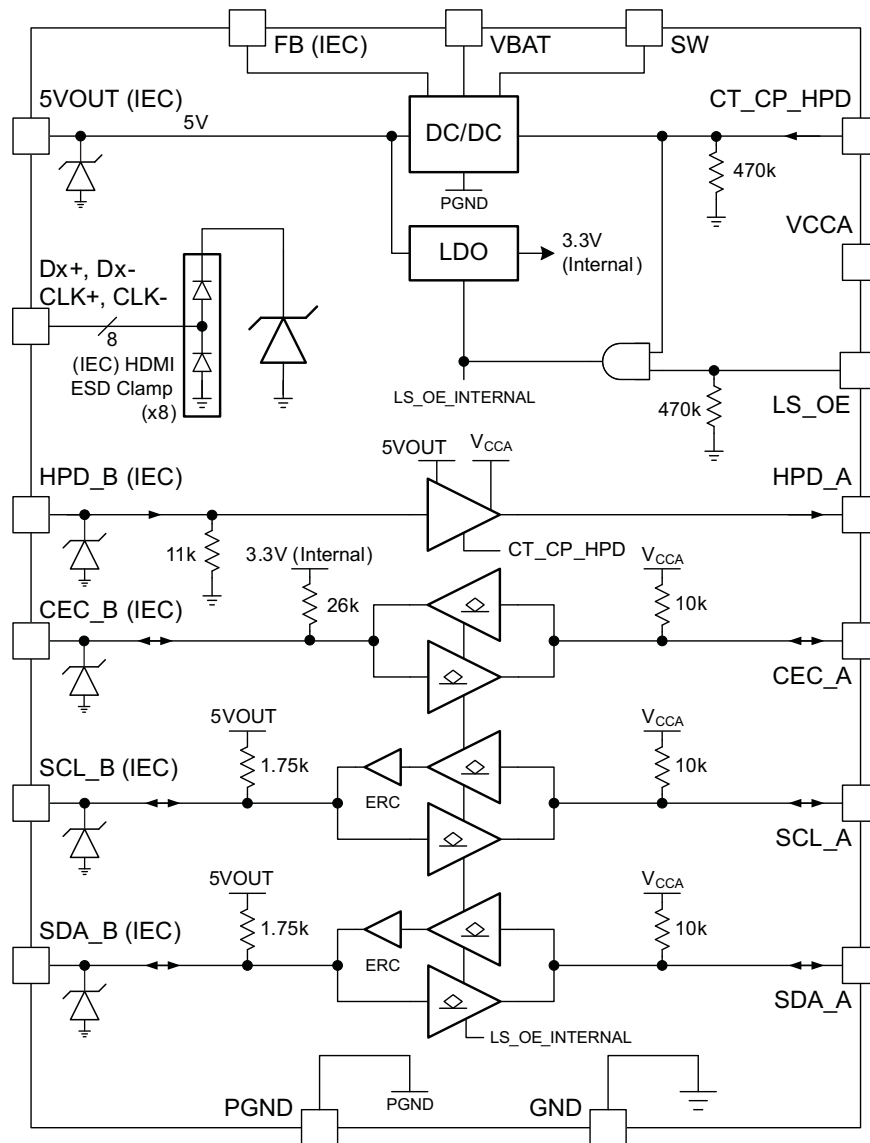 FB (IEC)
VBAT
SW
5VOUT (IEC)
5V
DC/DC
CT_CP_HPD
470k
PGND
VCCA
LDO
3.3V
(Internal)
Dx+, Dx-
CLK+, CLK-
8
(IEC) HDMI
ESD Clamp
(x8)
LS_OE_INTERNAL
470k
LS_OE
5VOUT
VCCA
HPD_B (IEC)
HPD_A
11k
CT_CP_HPD
3.3V (Internal)
26k
VCCA
10k
CEC_B (IEC)
CEC_A
5VOUT
1.75k
VCCA
10k
SCL_B (IEC)
ERC
SCL_A
5VOUT
1.75k
VCCA
10k
SDA_B (IEC)
ERC
SDA_A
LS_OE_INTERNAL
PGND
PGND
GND